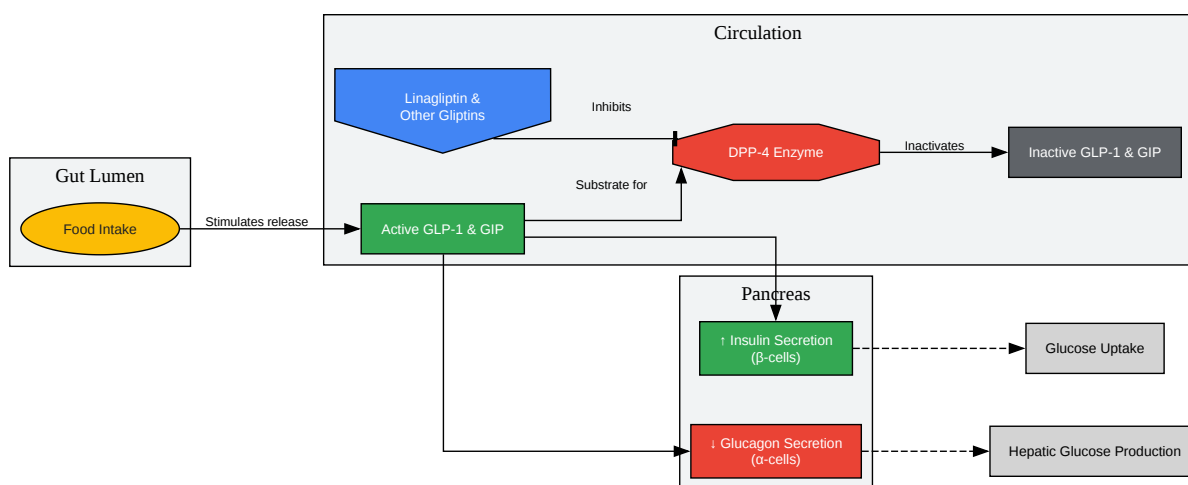 Circulation
Linagliptin &
Other Gliptins
Inhibits
DPP-4 Enzyme
Inactivates
Inactive GLP-1 & GIP
Gut Lumen
Food Intake
Stimulates release
Substrate for
Active GLP-1 & GIP
Pancreas
↑ Insulin Secretion
(β-cells)
Glucose Uptake
↓ Glucagon Secretion
(α-cells)
Hepatic Glucose Production